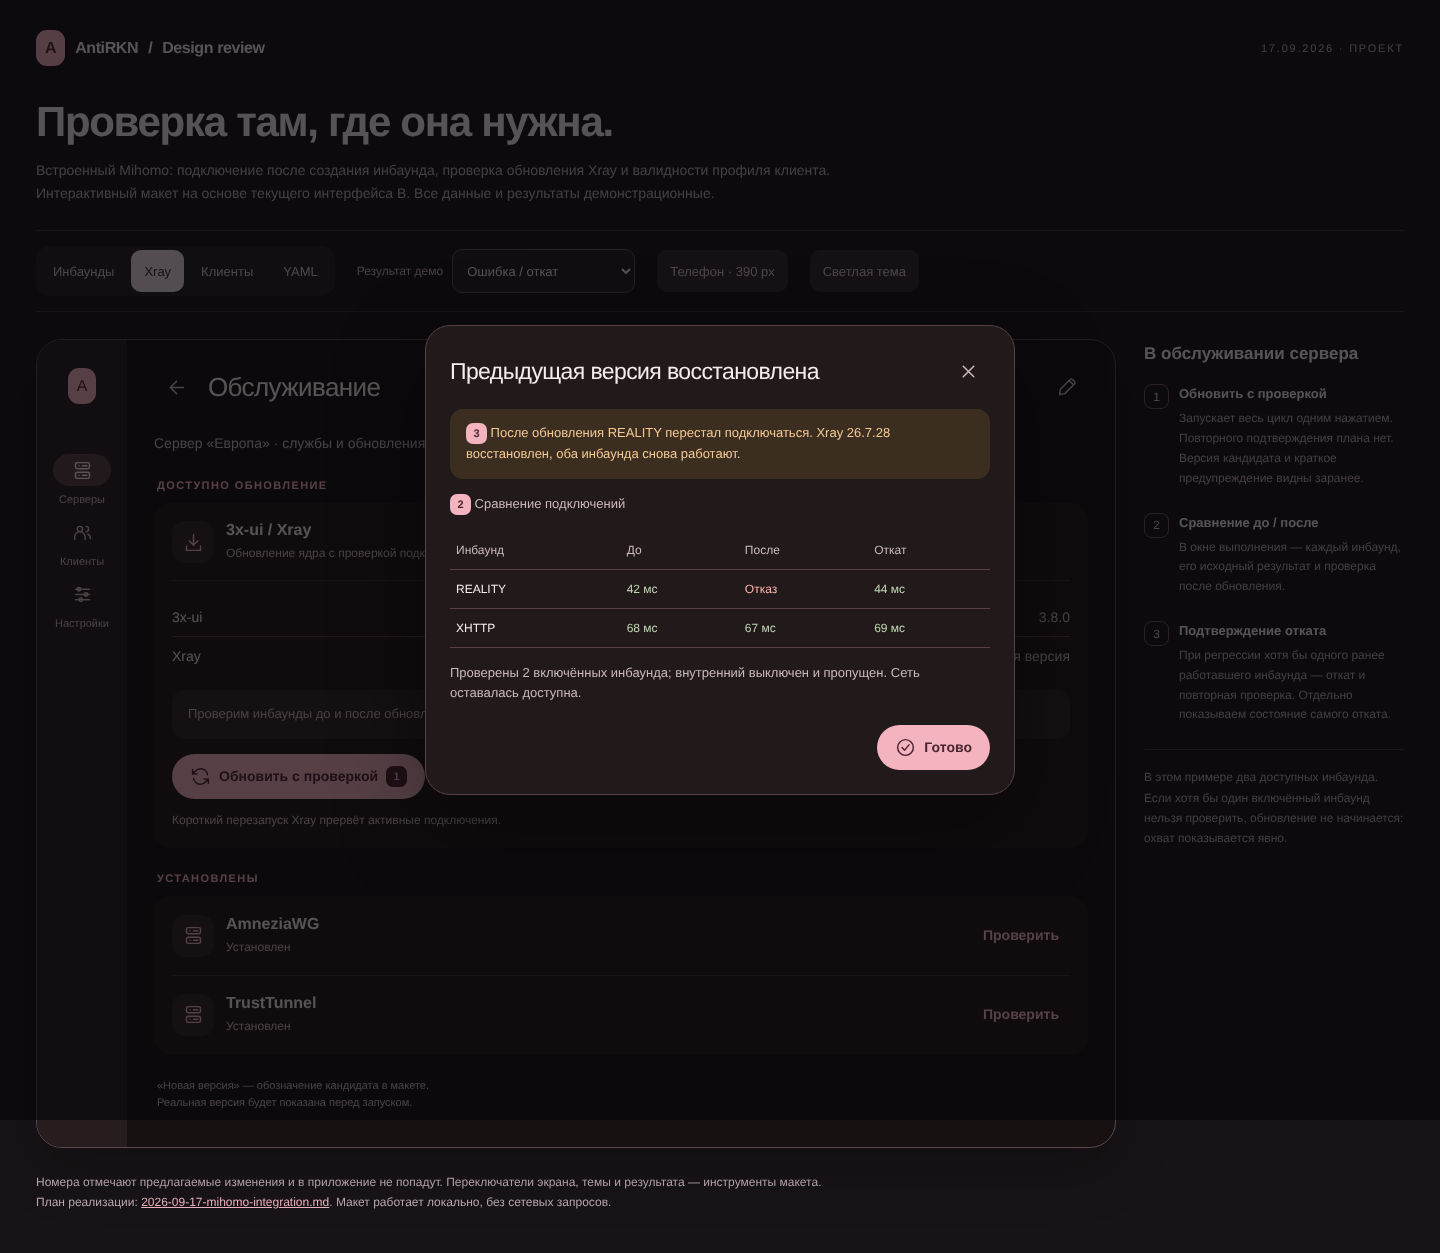 A AntiRKN / Design review
17.09.2026 · ПРОЕКТ
Проверка там, где она нужна.
Встроенный Mihomo: подключение после создания инбаунда, проверка обновления Xray и валидности профиля клиента.
Интерактивный макет на основе текущего интерфейса B. Все данные и результаты демонстрационные.
Инбаунды Xray Клиенты YAML Результат демо Ошибка / откат Телефон · 390 px Светлая тема
A
Серверы
Клиенты
Настройки
Обслуживание
Сервер «Европа» · службы и обновления
ДОСТУПНО ОБНОВЛЕНИЕ
3x-ui / Xray
Обновление ядра с проверкой подк
3x-ui 3.8.0
Xray я версия
Проверим инбаунды до и после обновл
Обновить с проверкой 1
Короткий перезапуск Xray прервёт активные подключения.
УСТАНОВЛЕНЫ
AmneziaWG
Установлен
Проверить
TrustTunnel
Установлен
Проверить
«Новая версия» — обозначение кандидата в макете.
Реальная версия будет показана перед запуском.
Предыдущая версия восстановлена
3 После обновления REALITY перестал подключаться. Xray 26.7.28
восстановлен, оба инбаунда снова работают.
2 Сравнение подключений
Инбаунд До После Откат
REALITY 42 мс Отказ 44 мс
XHTTP 68 мс 67 мс 69 мс
Проверены 2 включённых инбаунда; внутренний выключен и пропущен. Сеть
оставалась доступна.
Готово
В обслуживании сервера
1 Обновить с проверкой
Запускает весь цикл одним нажатием.
Повторного подтверждения плана нет.
Версия кандидата и краткое
предупреждение видны заранее.
2 Сравнение до / после
В окне выполнения — каждый инбаунд,
его исходный результат и проверка
после обновления.
3 Подтверждение отката
При регрессии хотя бы одного ранее
работавшего инбаунда — откат и
повторная проверка. Отдельно
показываем состояние самого отката.
В этом примере два доступных инбаунда.
Если хотя бы один включённый инбаунд
нельзя проверить, обновление не начинается:
охват показывается явно.
Номера отмечают предлагаемые изменения и в приложение не попадут. Переключатели экрана, темы и результата — инструменты макета.
План реализации: 2026-09-17-mihomo-integration.md. Макет работает локально, без сетевых запросов.